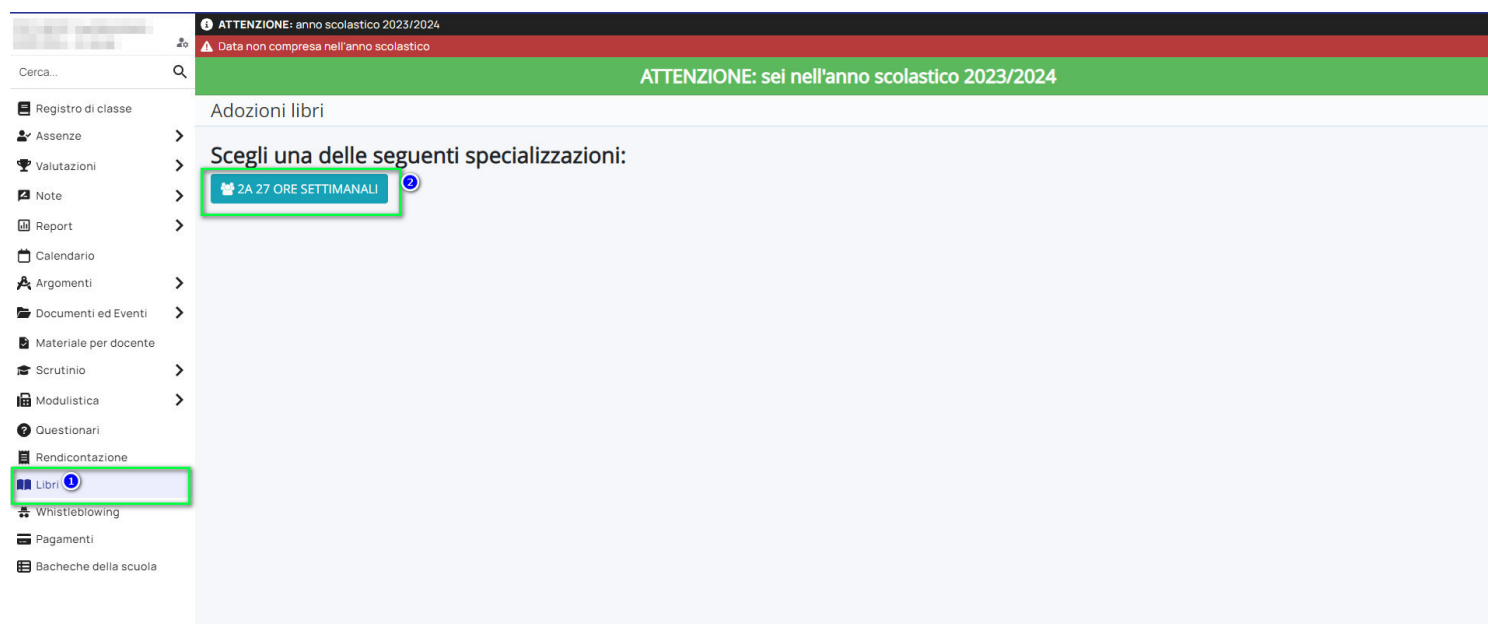 ATTENZIONE: anno scolastico 2023/2024
Data non compresa nell'anno scolastico
ATTENZIONE: sei nell'anno scolastico 2023/2024
Cerca...
Registro di classe
Assenze
Valutazioni
Note
Report
Calendario
Argomenti
Documenti ed Eventi
Materiale per docente
Scrutinio
Modulistica
Questionari
Rendicontazione
Libri 1
Whistleblowing
Pagamenti
Bacheche della scuola
Adozioni libri
Scegli una delle seguenti specializzazioni:
2A 27 ORE SETTIMANALI 2